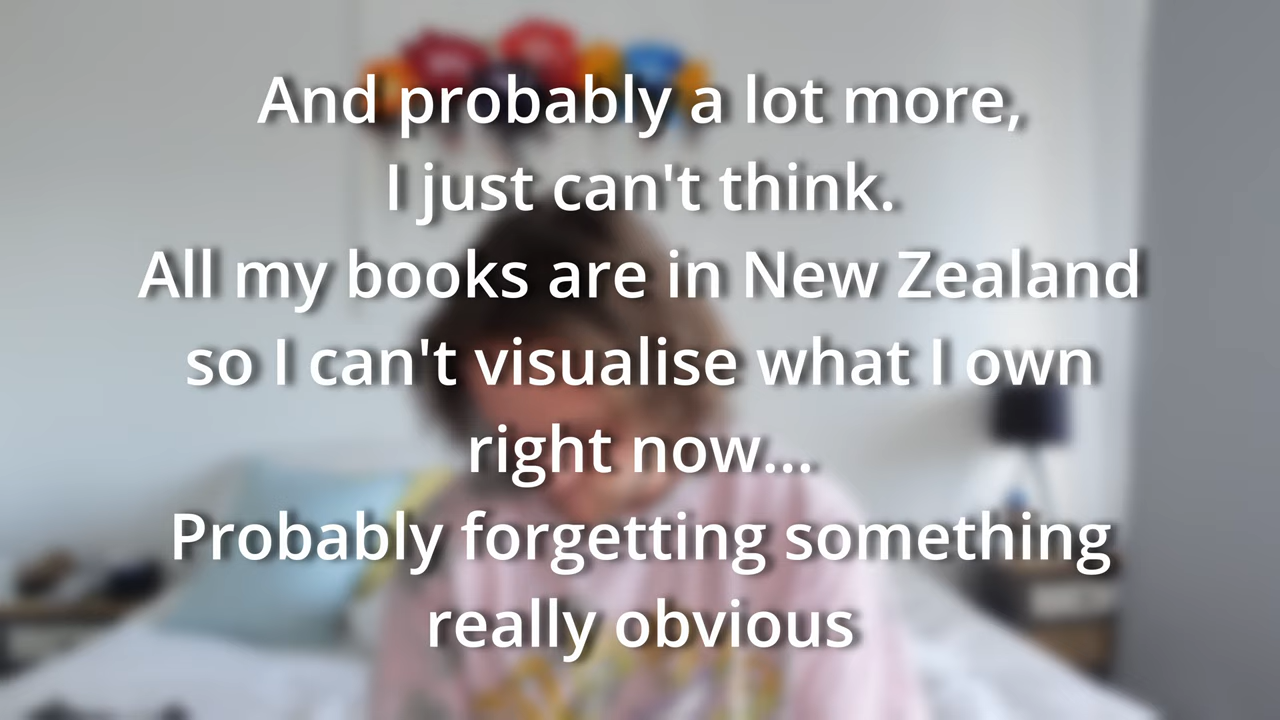 And probably a lot more,
I just can't think.
All my books are in New Zealand
so I can't visualise what I own
right now...
Probably forgetting something
really obvious